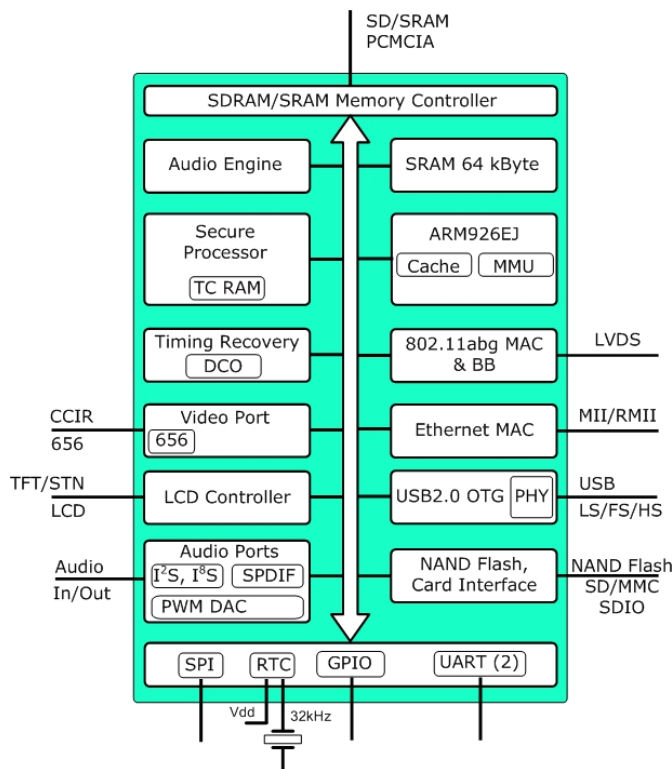 SD/SRAM
PCMCIA
SDRAM/SRAM Memory Controller
Audio Engine
SRAM 64 kByte
Secure
Processor
TC RAM
ARM926EJ
Cache
MMU
Timing Recovery
DCO
802.11abg MAC
& BB
LVDS
CCIR
656
Video Port
656
Ethernet MAC
MII/RMII
TFT/STN
LCD
LCD Controller
USB2.0 OTG
PHY
USB
LS/FS/HS
Audio
In/Out
Audio Ports
I²S, I⁸S
SPDIF
PWM DAC
NAND Flash,
Card Interface
NAND Flash
SD/MMC
SDIO
SPI
RTC
GPIO
UART (2)
Vdd
32kHz